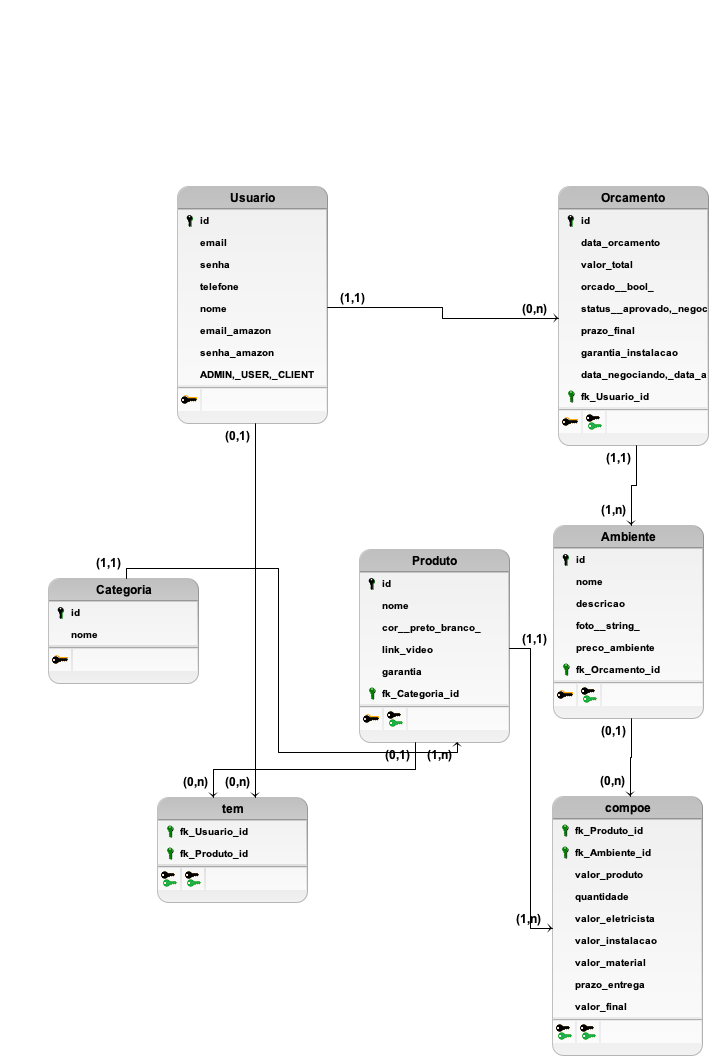 Usuario
id
email
senha
telefone
nome
email_amazon
senha_amazon
ADMIN,_USER,_CLIENT
(1,1)
(0,n)
Orcamento
id
data_orcamento
valor_total
orcado__bool_
status__aprovado,_negoc
prazo_final
garantia_instalacao
data_negociando,_data_a
fk_Usuario_id
(0,1)
(1,1)
(1,n)
(1,1)
Categoria
id
nome
Produto
id
nome
cor__preto_branco_
link_video
garantia
fk_Categoria_id
(1,1)
Ambiente
id
nome
descricao
foto__string_
preco_ambiente
fk_Orcamento_id
(0,1)
(1,n)
(0,1)
(0,n)
(0,n)
(0,n)
tem
fk_Usuario_id
fk_Produto_id
(1,n)
compoe
fk_Produto_id
fk_Ambiente_id
valor_produto
quantidade
valor_eletricista
valor_instalacao
valor_material
prazo_entrega
valor_final